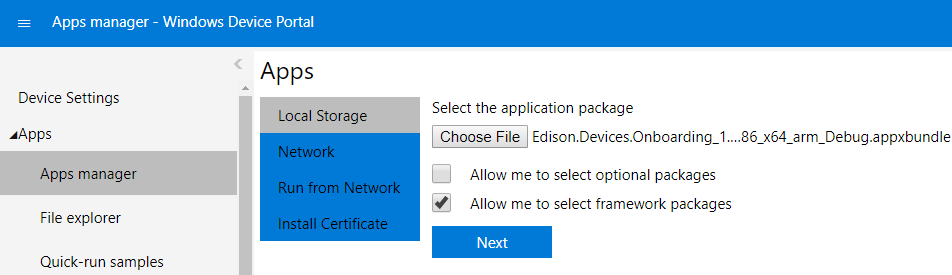 Apps manager - Windows Device Portal
Device Settings
Apps
Apps manager
File explorer
Quick-run samples
Apps
Local Storage
Network
Run from Network
Install Certificate
Select the application package
Choose File Edison.Devices.Onboarding_1....86_x64_arm_Debug.appxbundle
Allow me to select optional packages
Allow me to select framework packages
Next